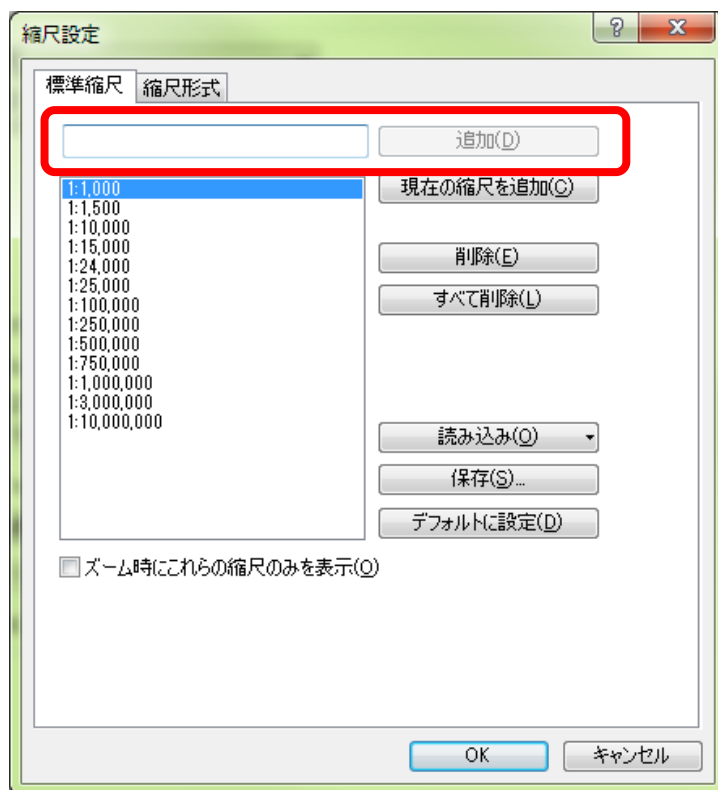 縮尺設定
標準縮尺 縮尺形式
追加(D)
現在の縮尺を追加(C)
1:1,000
1:1,500
1:10,000
1:15,000
1:24,000
1:25,000
1:100,000
1:250,000
1:500,000
1:750,000
1:1,000,000
1:3,000,000
1:10,000,000
削除(E)
すべて削除(L)
読み込み(O)
保存(S)...
デフォルトに設定(D)
ズーム時にこれらの縮尺のみを表示(O)
OK キャンセル